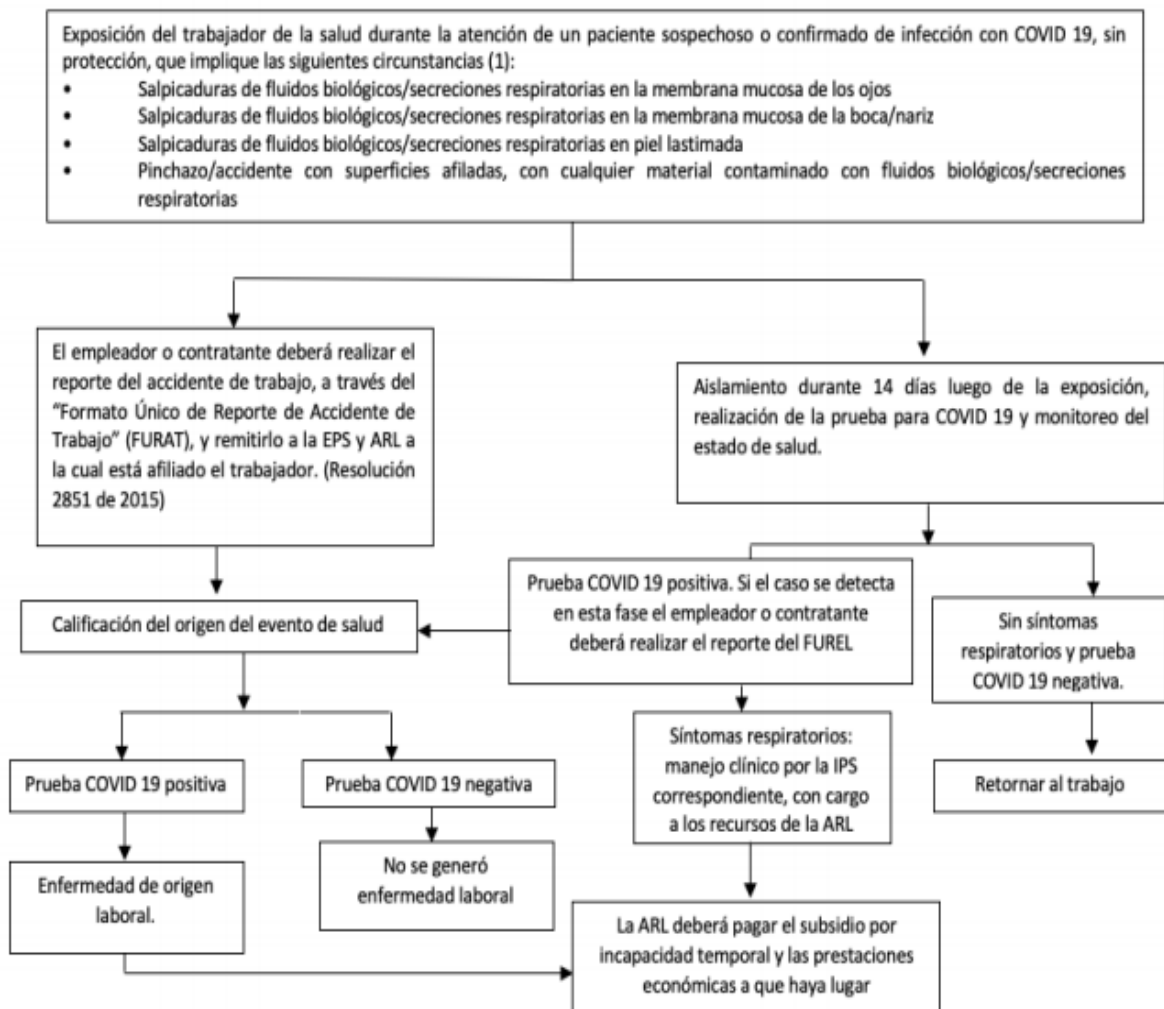 Exposición del trabajador de la salud durante la atención de un paciente sospechoso o confirmado de infección con COVID 19, sin
protección, que implique las siguientes circunstancias (1):
• Salpicaduras de fluidos biológicos/secreciones respiratorias en la membrana mucosa de los ojos
• Salpicaduras de fluidos biológicos/secreciones respiratorias en la membrana mucosa de la boca/nariz
• Salpicaduras de fluidos biológicos/secreciones respiratorias en piel lastimada
• Pinchazo/accidente con superficies afiladas, con cualquier material contaminado con fluidos biológicos/secreciones
respiratorias
El empleador o contratante deberá realizar el
reporte del accidente de trabajo, a través del
"Formato Único de Reporte de Accidente de
Trabajo" (FURAT), y remitirlo a la EPS y ARL a
la cual está afiliado el trabajador. (Resolución
2851 de 2015)
Aislamiento durante 14 días luego de la exposición,
realización de la prueba para COVID 19 y monitoreo del
estado de salud.
Calificación del origen del evento de salud
Prueba COVID 19 positiva. Si el caso se detecta
en esta fase el empleador o contratante
deberá realizar el reporte del FUREL
Sin síntomas
respiratorios y prueba
COVID 19 negativa.
Prueba COVID 19 positiva
Prueba COVID 19 negativa
Síntomas respiratorios:
manejo clínico por la IPS
correspondiente, con cargo
a los recursos de la ARL
Retornar al trabajo
Enfermedad de origen
laboral.
No se generó
enfermedad laboral
La ARL deberá pagar el subsidio por
incapacidad temporal y las prestaciones
económicas a que haya lugar